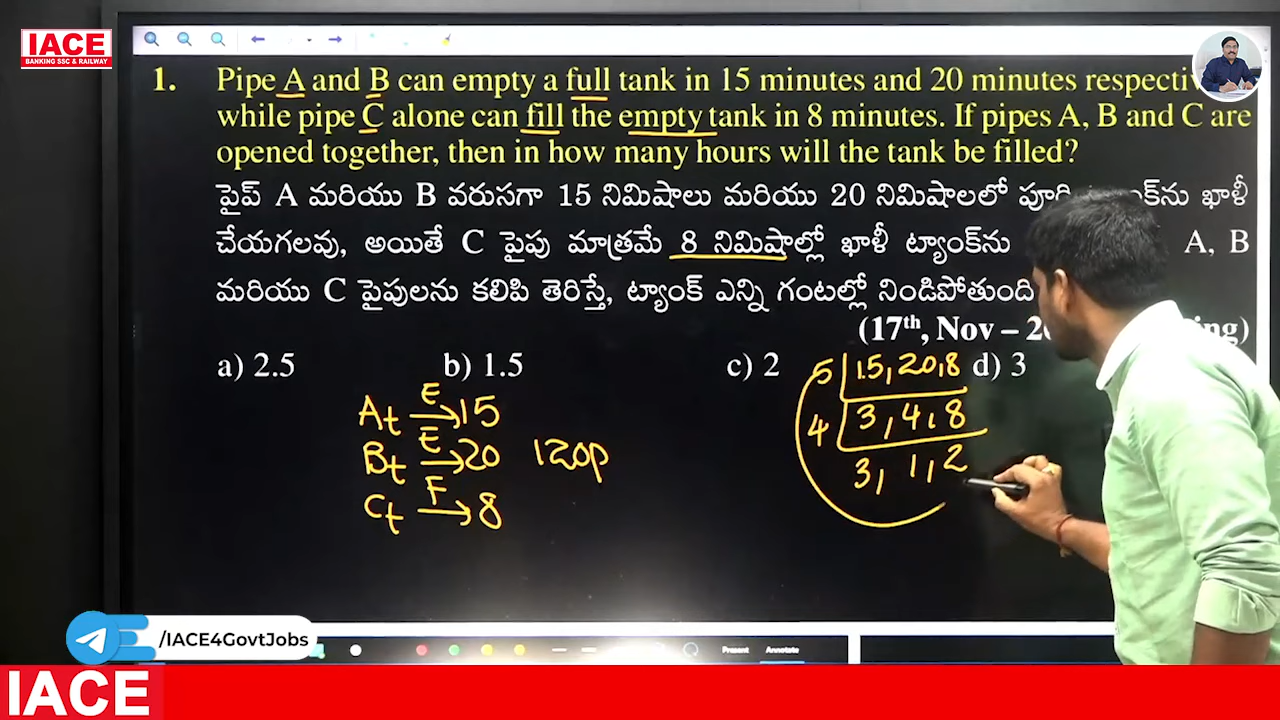 IACE
BANKING SSC & RAILWAY
1. Pipe A and B can empty a full tank in 15 minutes and 20 minutes
while pipe C alone can fill the empty tank in 8 minutes. If pipes A, B and C are
opened together, then in how many hours will the tank be filled?
పైప్ A మరియు B వరుసగా 15 నిమిషాలు మరియు 20 నిమిషాలలో ఖాళీ
చేయగలవు, అయితే C పైపు మాత్రమే 8 నిమిషాల్లో ఖాళీ ట్యాంక్‌ను A, B
మరియు C పైపులను కలిపి తెరిస్తే, ట్యాంక్ ఎన్ని గంటల్లో నిండిపోతుంది
(17th, Nov –
a) 2.5 b) 1.5 c) 2 d) 3
5 15, 20, 8
At E→ 15 4 3, 4, 8
Bt E→ 20 120p 3, 1, 2
Ct F→ 8
/IACE4GovtJobs
Present Annotate
IACE